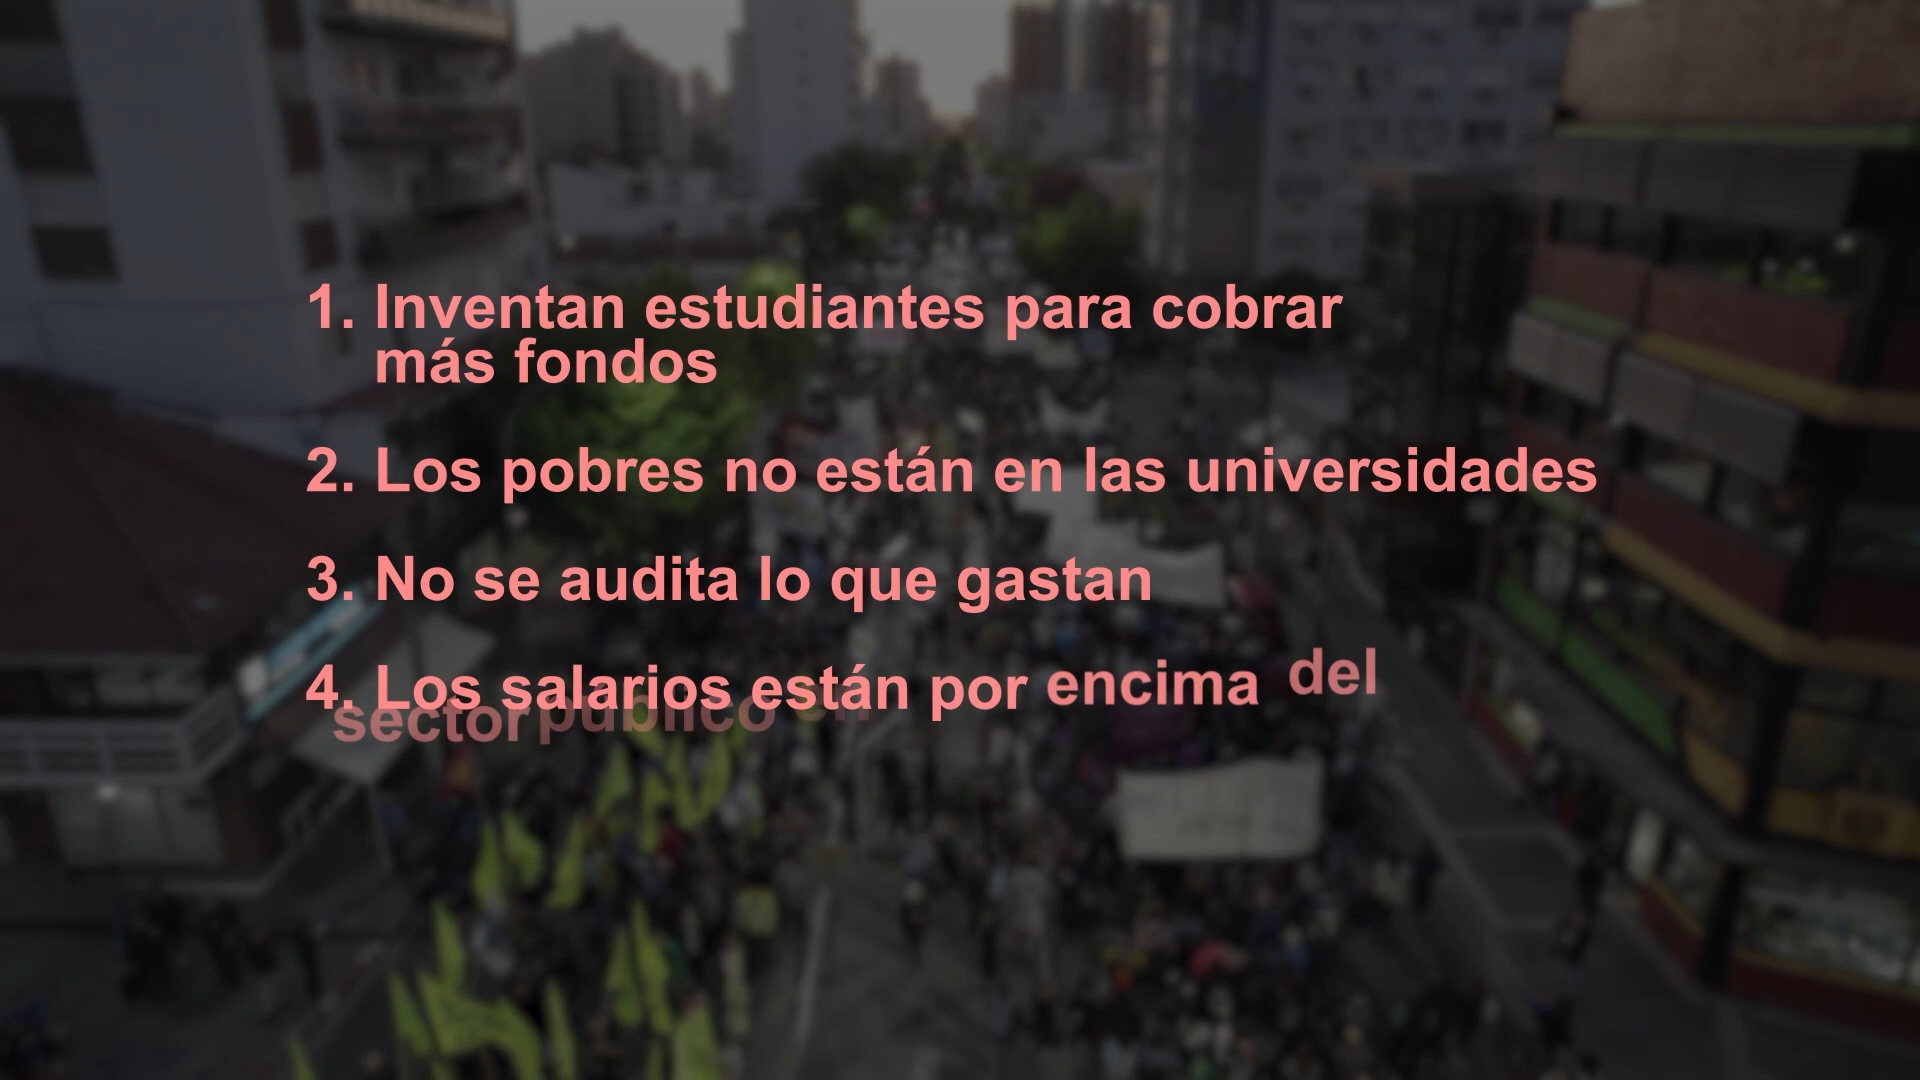 1. Inventan estudiantes para cobrar
más fondos
2. Los pobres no están en las universidades
3. No se audita lo que gastan
4. Los salarios están por encima del
sector público en